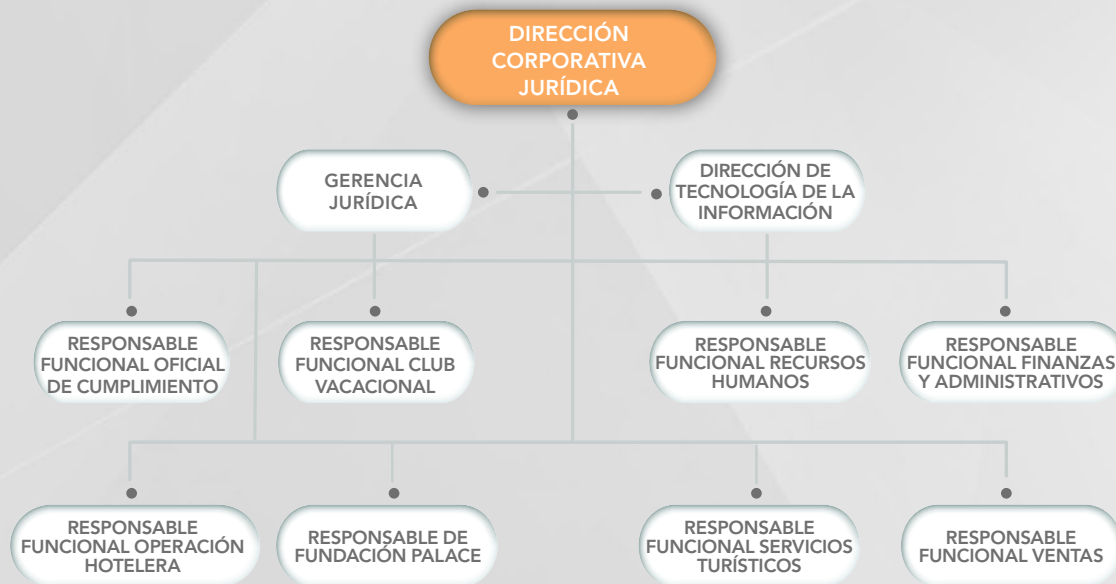 DIRECCIÓN
CORPORATIVA
JURÍDICA
GERENCIA
JURÍDICA
DIRECCIÓN DE
TECNOLOGÍA DE LA
INFORMACIÓN
RESPONSABLE
FUNCIONAL OFICIAL
DE CUMPLIMIENTO
RESPONSABLE
FUNCIONAL CLUB
VACACIONAL
RESPONSABLE
FUNCIONAL RECURSOS
HUMANOS
RESPONSABLE
FUNCIONAL FINANZAS
Y ADMINISTRATIVOS
RESPONSABLE
FUNCIONAL OPERACIÓN
HOTELERA
RESPONSABLE DE
FUNDACIÓN PALACE
RESPONSABLE
FUNCIONAL SERVICIOS
TURÍSTICOS
RESPONSABLE
FUNCIONAL VENTAS